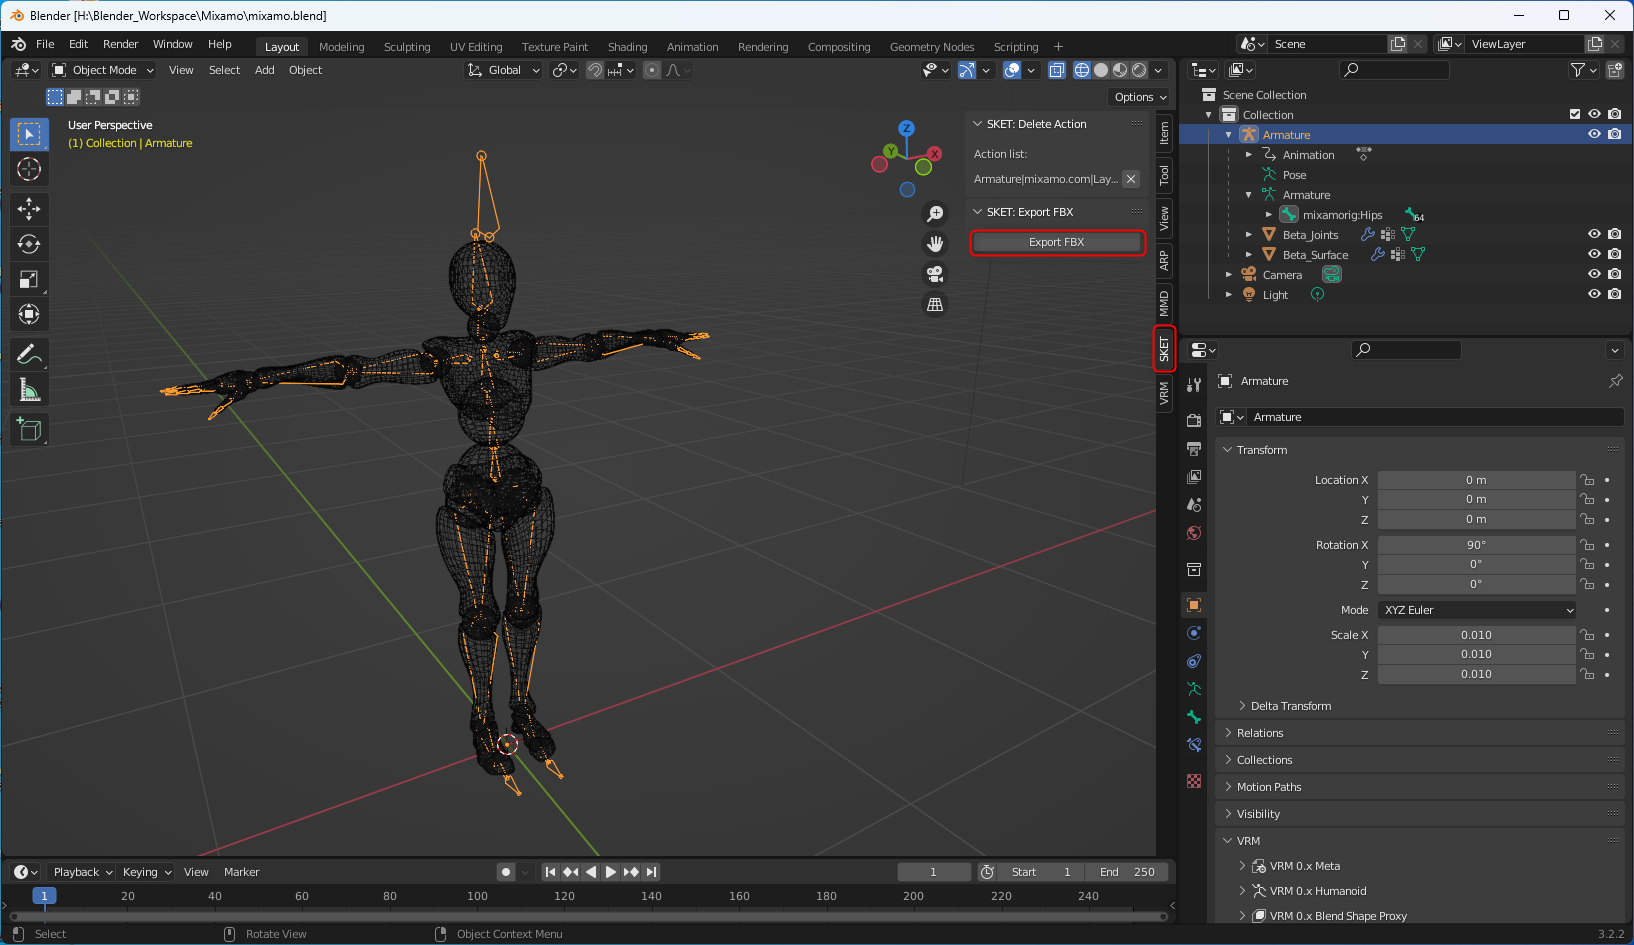 Blender [H:\Blender_Workspace\Mixamo\mixamo.blend]
File Edit Render Window Help Layout Modeling Sculpting UV Editing Texture Paint Shading Animation Rendering Compositing Geometry Nodes Scripting + Scene ViewLayer
Object Mode View Select Add Object Global
Options
User Perspective
(1) Collection | Armature
Z
Y
X
SKET: Delete Action
Action list:
Armature|mixamo.com|Lay...
SKET: Export FBX
Export FBX
Item
Tool
View
ARP
MMD
SKET
VRM
Scene Collection
Collection
Armature
Animation
Pose
Armature
mixamorig:Hips 64
Beta_Joints
Beta_Surface
Camera
Light
Armature
Armature
Transform
Location X 0 m
Y 0 m
Z 0 m
Rotation X 90°
Y 0°
Z 0°
Mode XYZ Euler
Scale X 0.010
Y 0.010
Z 0.010
Delta Transform
Relations
Collections
Motion Paths
Visibility
VRM
VRM 0.x Meta
VRM 0.x Humanoid
VRM 0.x Blend Shape Proxy
Playback Keying View Marker 1 Start 1 End 250
1 20 40 60 80 100 120 140 160 180 200 220 240
Select Rotate View Object Context Menu 3.2.2